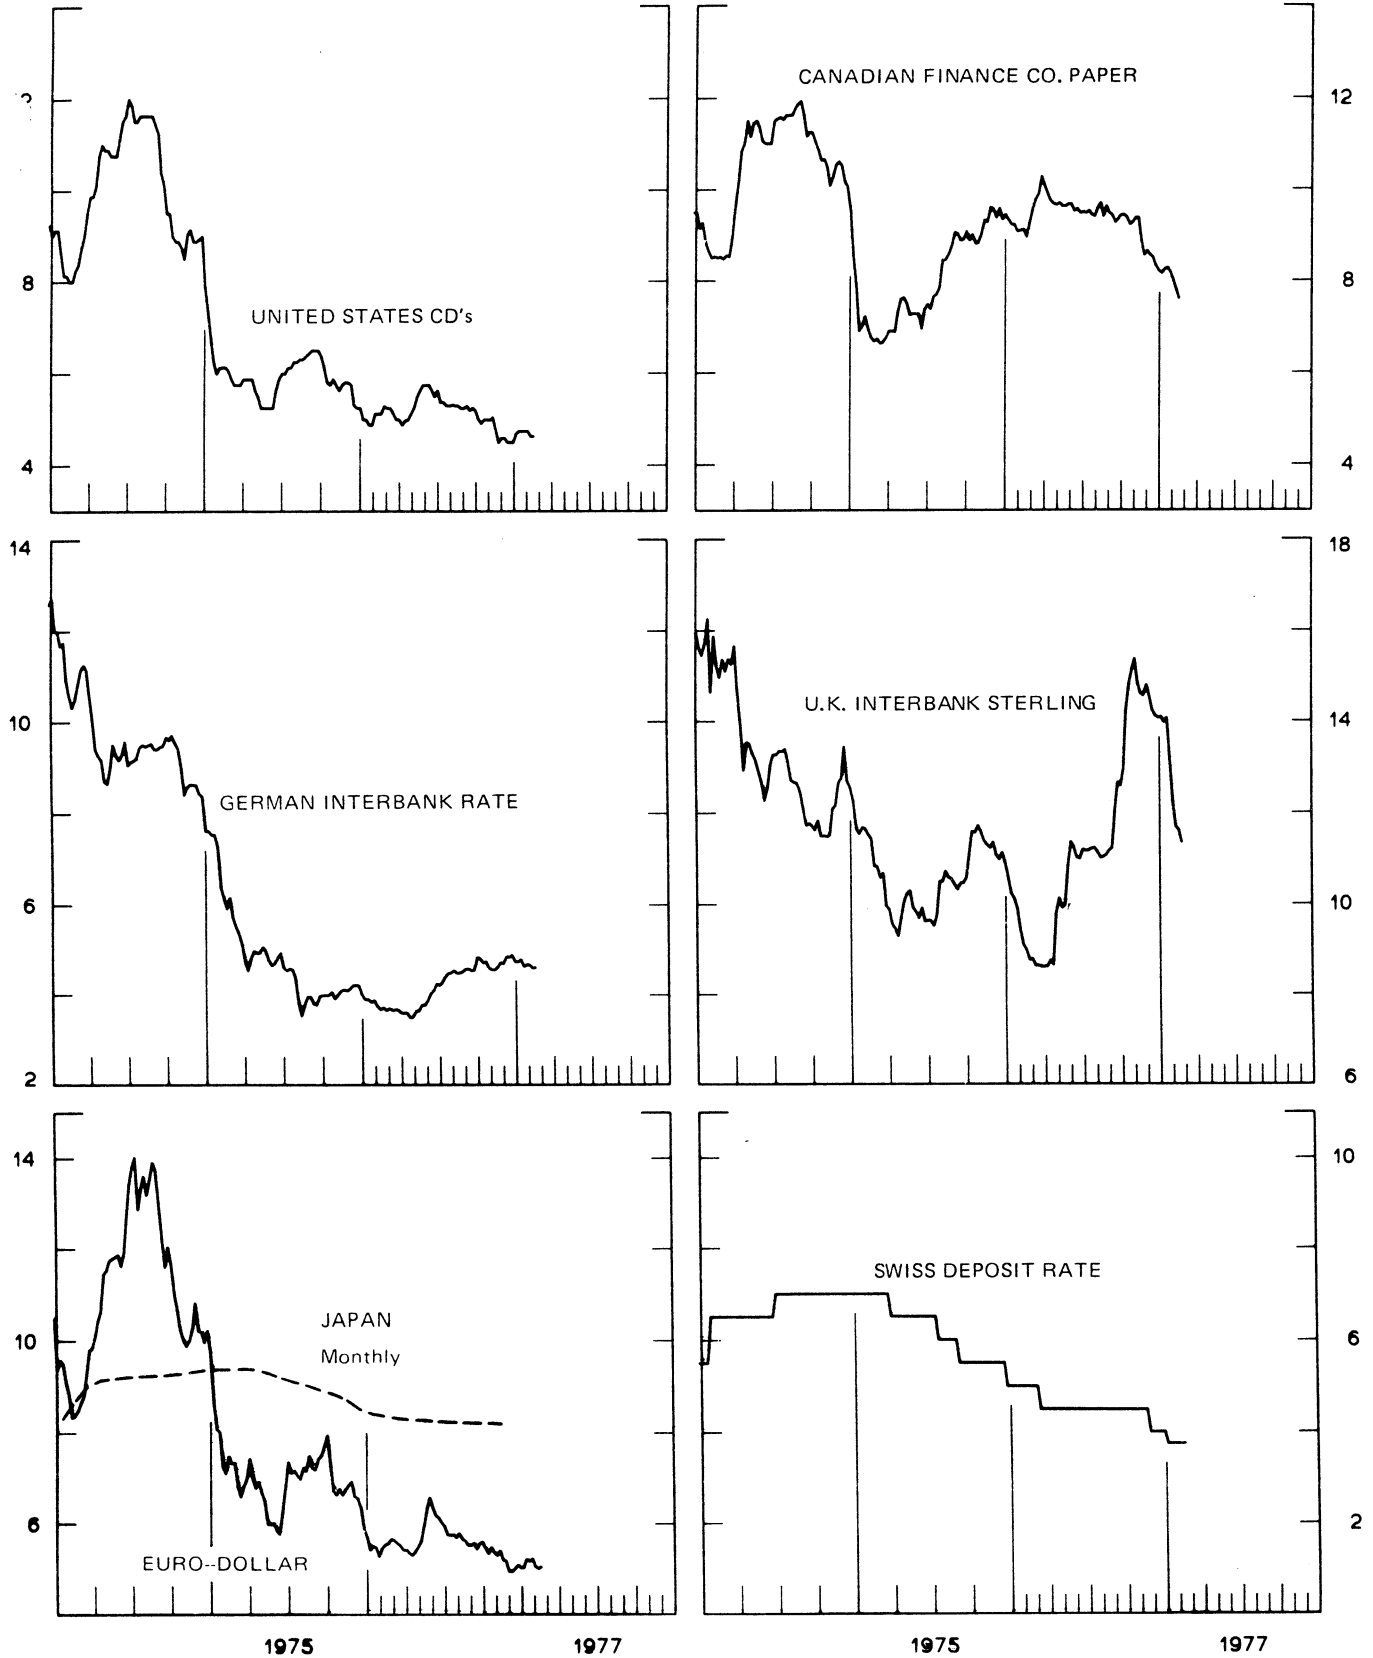 CANADIAN FINANCE CO. PAPER
12
8
UNITED STATES CD's
8
4
4
14
18
U.K. INTERBANK STERLING
10
14
GERMAN INTERBANK RATE
6
10
2
6
14
10
SWISS DEPOSIT RATE
JAPAN
Monthly
10
6
6
2
EURO--DOLLAR
1975
1977
1975
1977